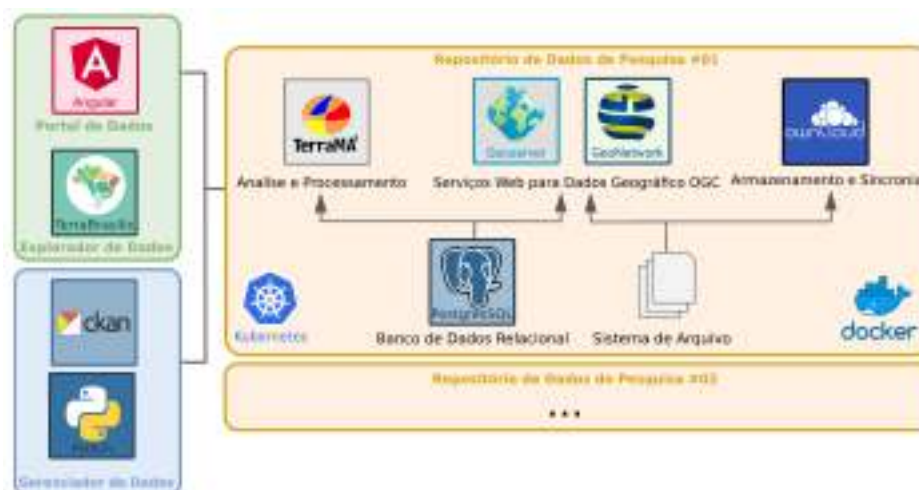 Angular
Portal de Dados
TerraBrasilis
Explorador de Dados
ckan
Gerenciador de Dados
Repositório de Dados de Pesquisa #01
TerraMA²
Análise e Processamento
Geoserver
GeoNetwork
Serviços Web para Dados Geográfico OGC
ownCloud
Armazenamento e Sincronia
PostgreSQL
Banco de Dados Relacional
Sistema de Arquivo
Kubernetes
docker
Repositório de Dados de Pesquisa #02
...